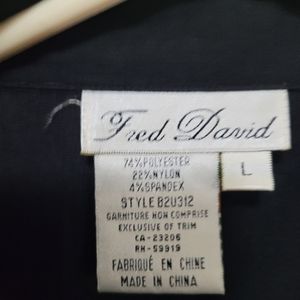 Fred David
L
74%POLYESTER
22%NYLON
4%SPANDEX
STYLE B2U312
GARNITURE NON COMPRISE
EXCLUSIVE OF TRIM
CA-23206
RN-59919
FABRIQUÉ EN CHINE
MADE IN CHINA